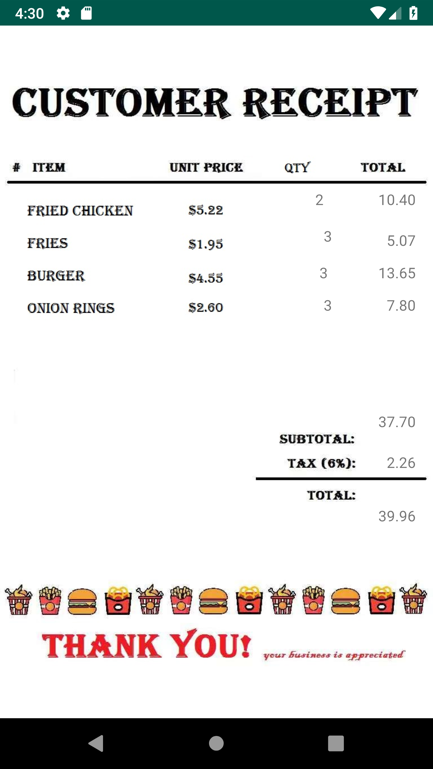 4:30
CUSTOMER RECEIPT
# ITEM UNIT PRICE QTY TOTAL
FRIED CHICKEN $5.22 2 10.40
FRIES $1.95 3 5.07
BURGER $4.55 3 13.65
ONION RINGS $2.60 3 7.80
37.70
SUBTOTAL:
TAX (6%): 2.26
TOTAL:
39.96
THANK YOU! your business is appreciated